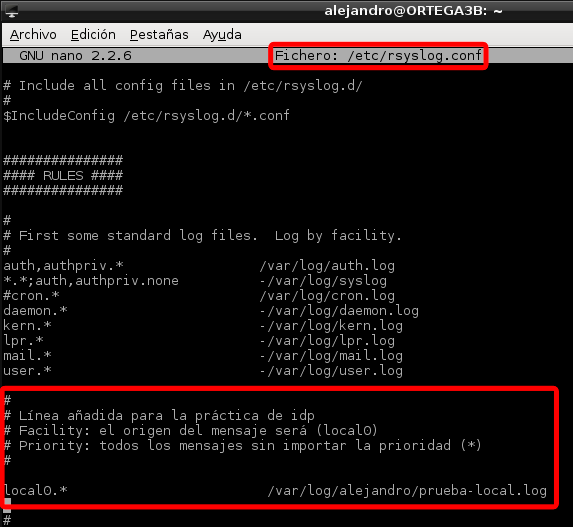 alejandro@ORTEGA3B: ~
Archivo Edición Pestañas Ayuda
GNU nano 2.2.6 Fichero: /etc/rsyslog.conf
# Include all config files in /etc/rsyslog.d/
#
$IncludeConfig /etc/rsyslog.d/*.conf
###############
#### RULES ####
###############
#
# First some standard log files.  Log by facility.
#
auth,authpriv.* /var/log/auth.log
*.*;auth,authpriv.none -/var/log/syslog
#cron.* /var/log/cron.log
daemon.* -/var/log/daemon.log
kern.* -/var/log/kern.log
lpr.* -/var/log/lpr.log
mail.* -/var/log/mail.log
user.* -/var/log/user.log
#
# Línea añadida para la práctica de idp
# Facility: el origen del mensaje será (local0)
# Priority: todos los mensajes sin importar la prioridad (*)
#
local0.* /var/log/alejandro/prueba-local.log
#